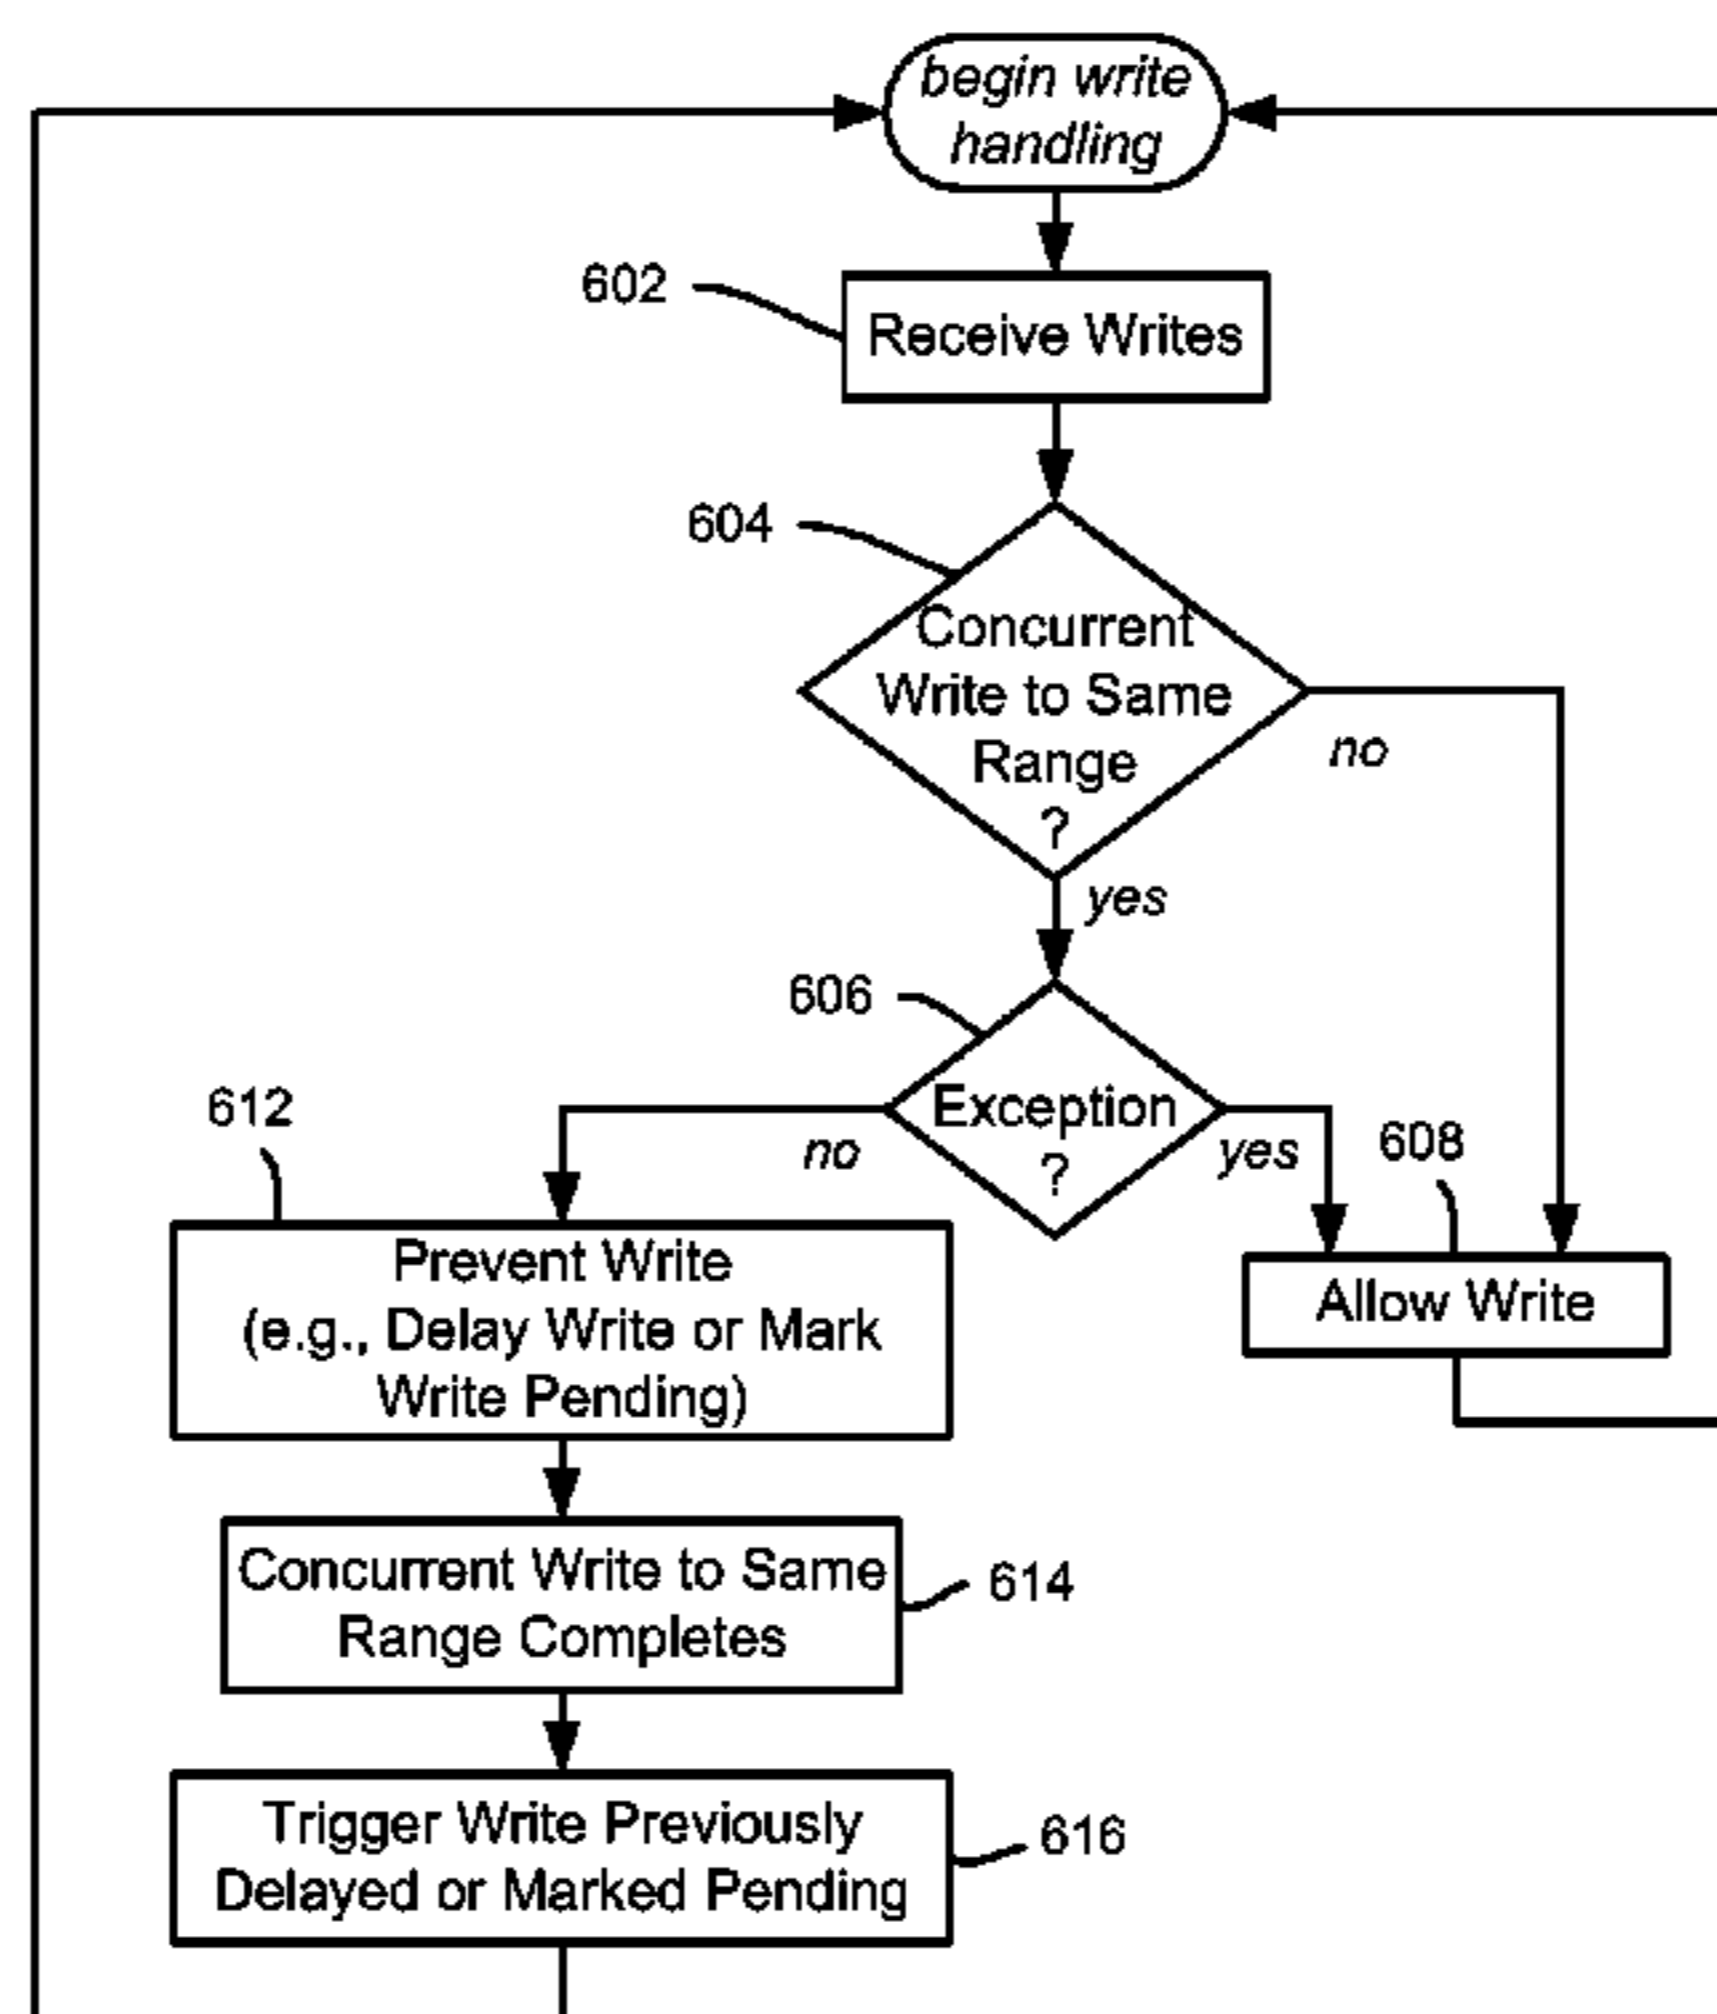 begin write
handling
602
Receive Writes
604
Concurrent
Write to Same
Range
?
no
yes
606
Exception
?
no
yes
612
608
Prevent Write
(e.g., Delay Write or Mark
Write Pending)
Allow Write
Concurrent Write to Same
Range Completes
614
Trigger Write Previously
Delayed or Marked Pending
616